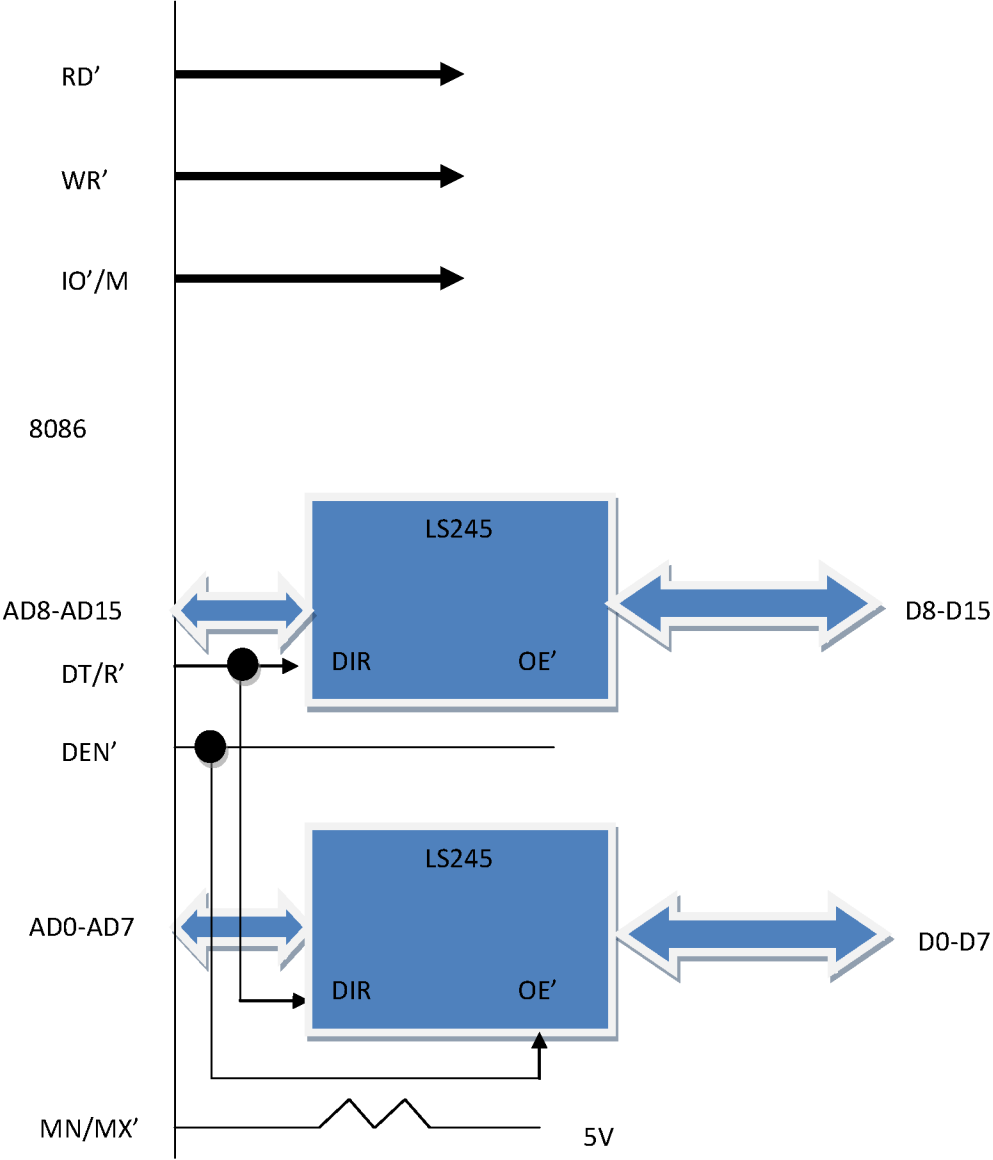 RD’
WR’
IO’/M
8086
LS245
AD8-AD15
D8-D15
DIR
OE’
DT/R’
DEN’
LS245
AD0-AD7
D0-D7
DIR
OE’
MN/MX’
5V